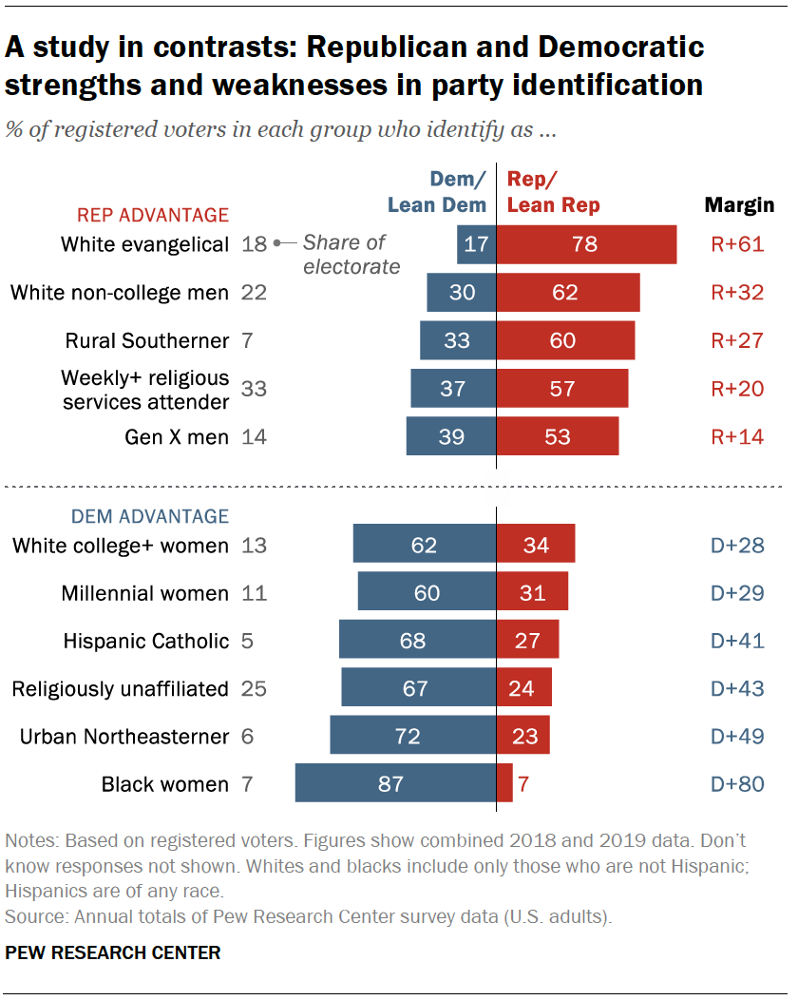 A study in contrasts: Republican and Democratic
strengths and weaknesses in party identification
% of registered voters in each group who identify as ...
Dem/ Rep/
Lean Dem Lean Rep Margin
REP ADVANTAGE
White evangelical 18 Share of 17 78 R+61
electorate
White non-college men 22 30 62 R+32
Rural Southerner 7 33 60 R+27
Weekly+ religious
services attender 33 37 57 R+20
Gen X men 14 39 53 R+14
DEM ADVANTAGE
White college+ women 13 62 34 D+28
Millennial women 11 60 31 D+29
Hispanic Catholic 5 68 27 D+41
Religiously unaffiliated 25 67 24 D+43
Urban Northeasterner 6 72 23 D+49
Black women 7 87 7 D+80
Notes: Based on registered voters. Figures show combined 2018 and 2019 data. Don't
know responses not shown. Whites and blacks include only those who are not Hispanic;
Hispanics are of any race.
Source: Annual totals of Pew Research Center survey data (U.S. adults).
PEW RESEARCH CENTER